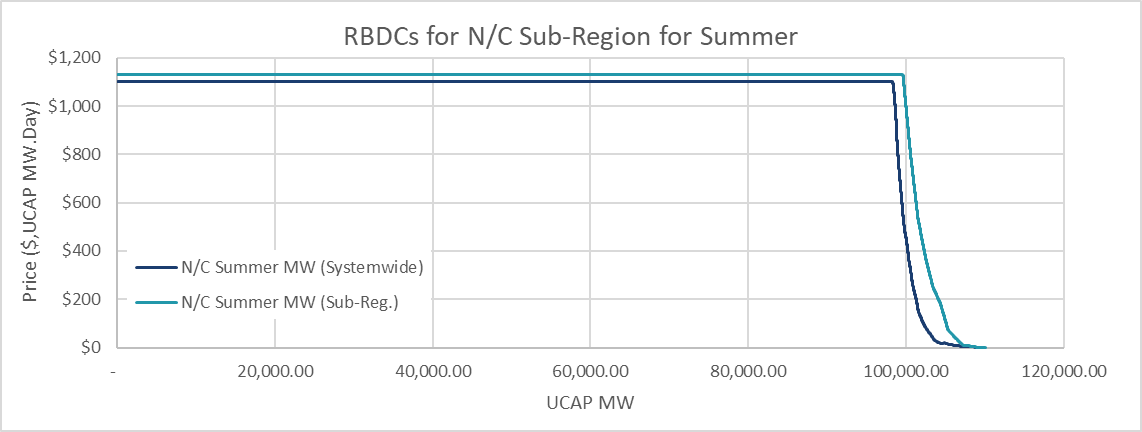 RBDCs for N/C Sub-Region for Summer
$1,200
$1,000
$800
$600
$400
$200
$0
Price ($,UCAP MW.Day)
N/C Summer MW (Systemwide)
N/C Summer MW (Sub-Reg.)
-
20,000.00
40,000.00
60,000.00
80,000.00
100,000.00
120,000.00
UCAP MW